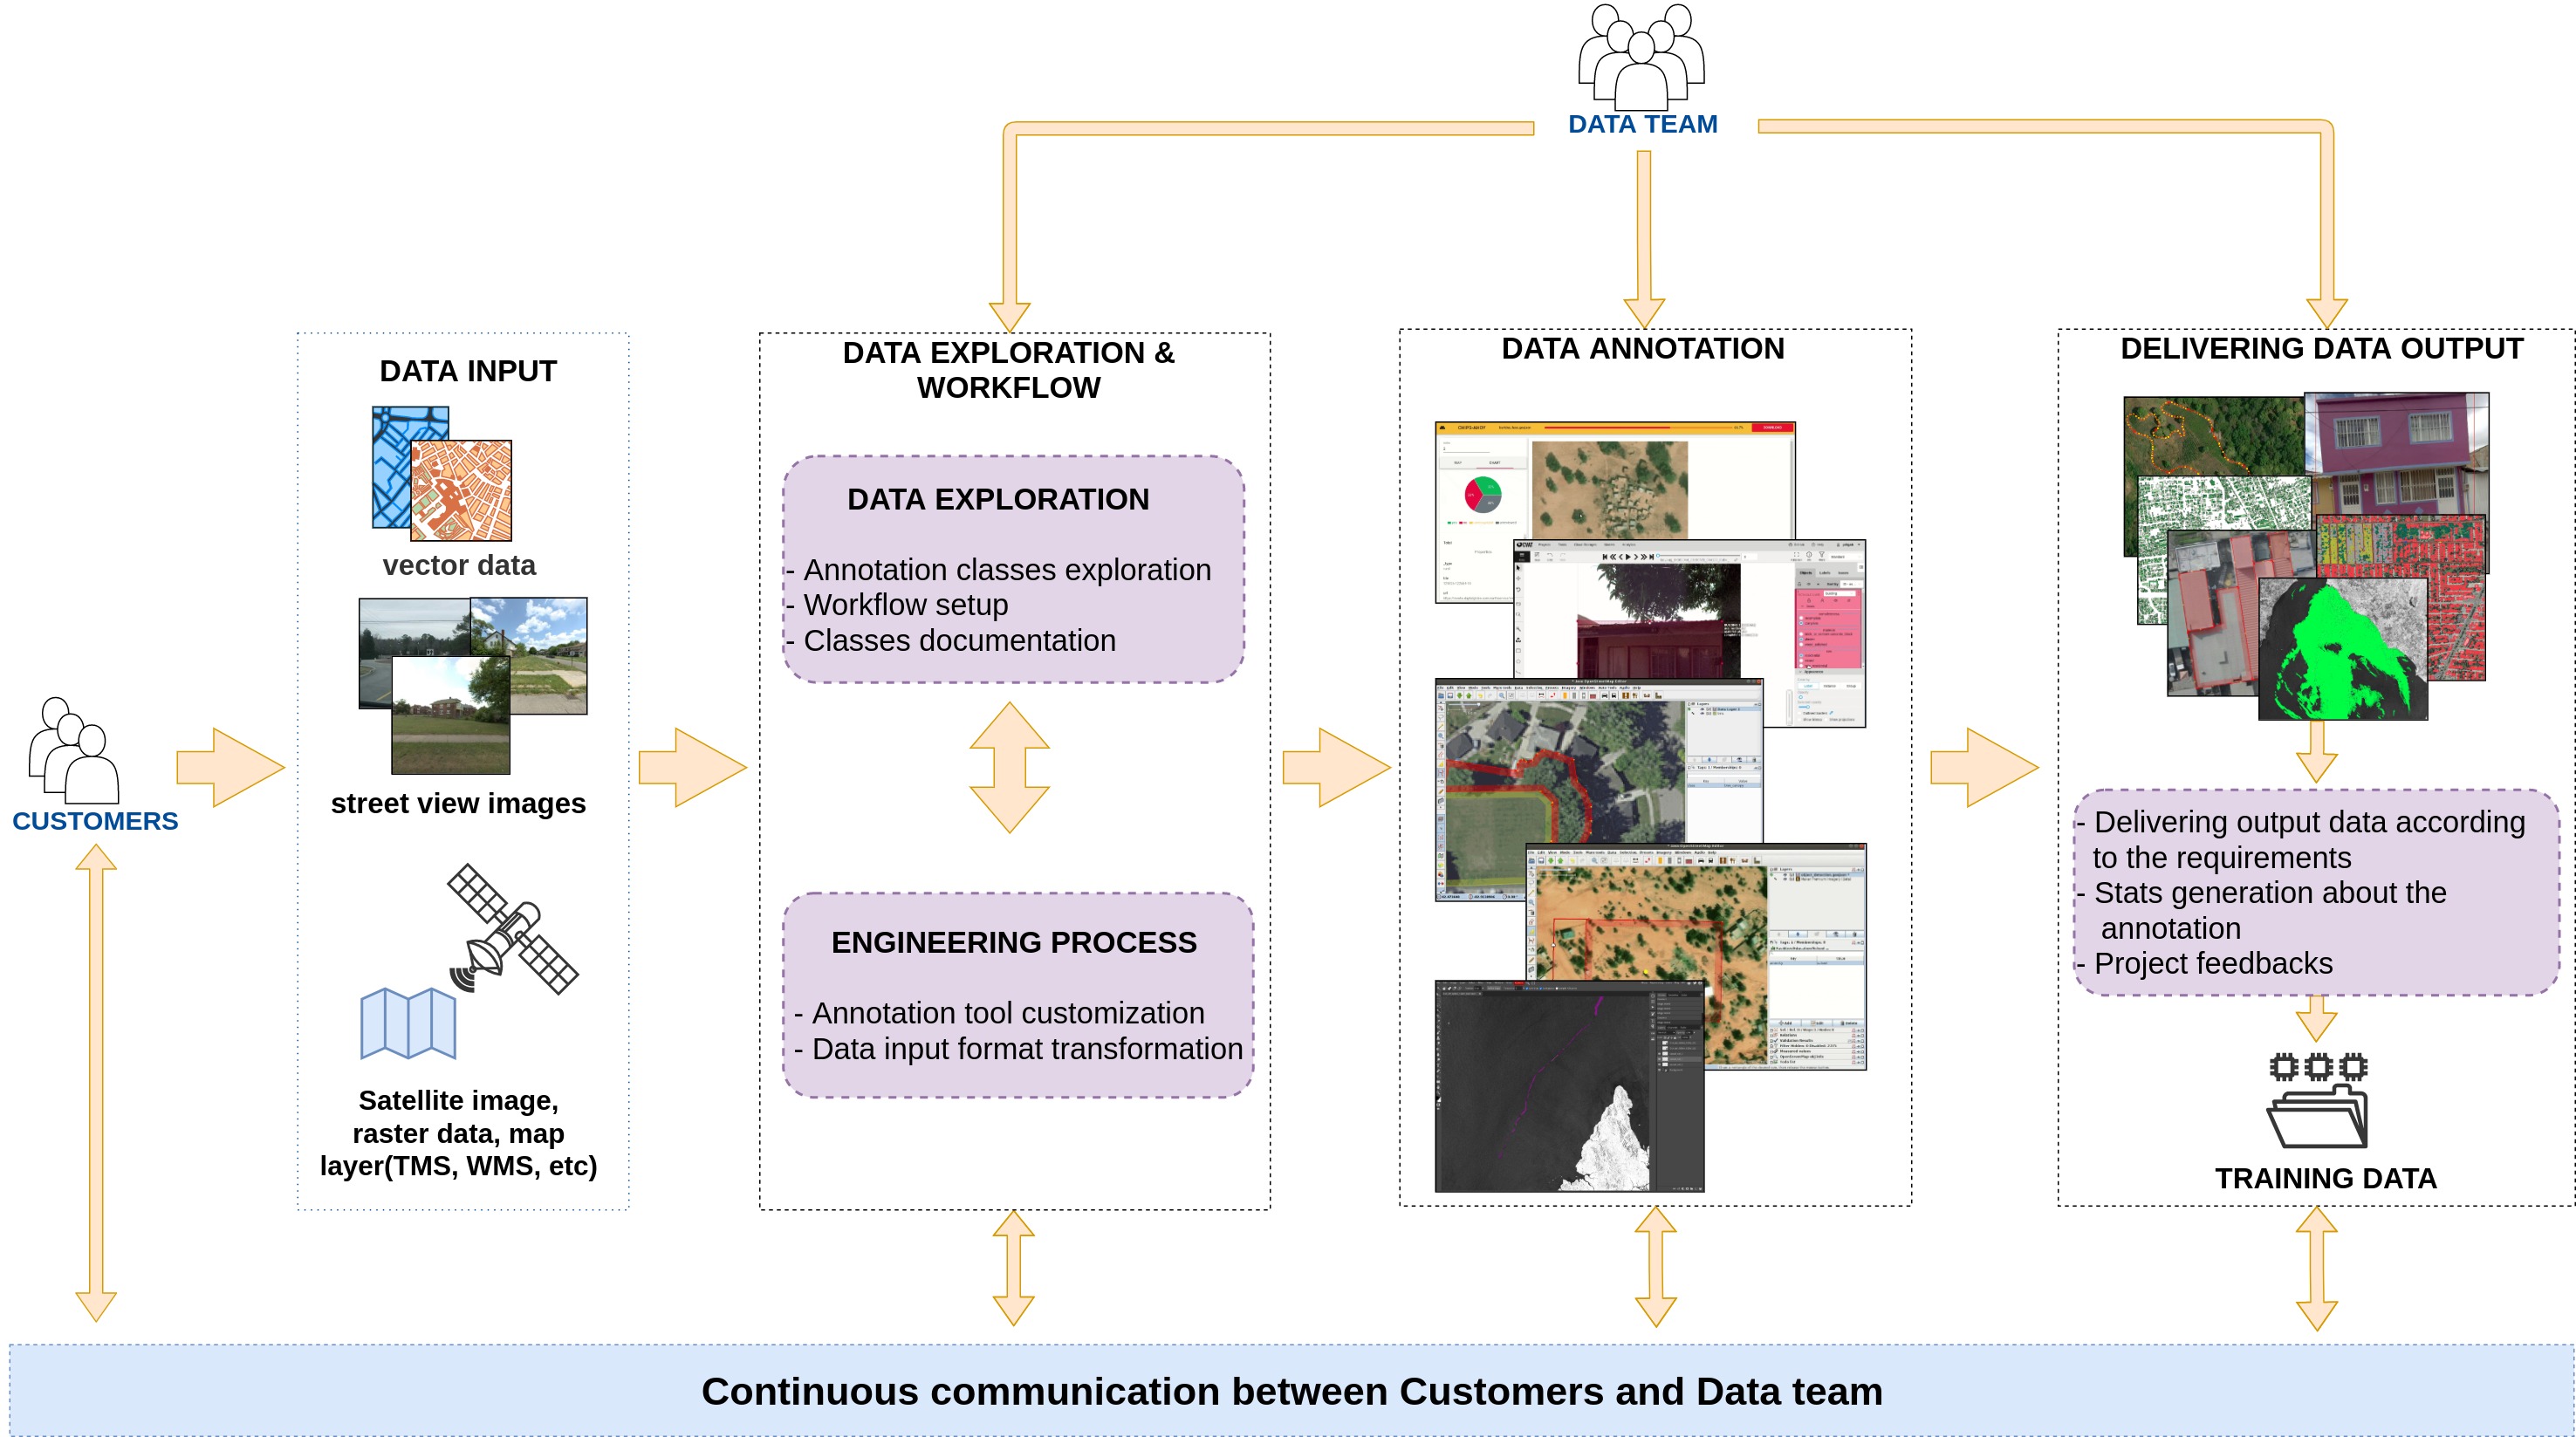 DATA TEAM
CUSTOMERS
DATA INPUT
vector data
street view images
Satellite image,
raster data, map
layer(TMS, WMS, etc)
DATA EXPLORATION &
WORKFLOW
DATA EXPLORATION
- Annotation classes exploration
- Workflow setup
- Classes documentation
ENGINEERING PROCESS
- Annotation tool customization
- Data input format transformation
DATA ANNOTATION
DELIVERING DATA OUTPUT
- Delivering output data according
to the requirements
- Stats generation about the
annotation
- Project feedbacks
TRAINING DATA
Continuous communication between Customers and Data team